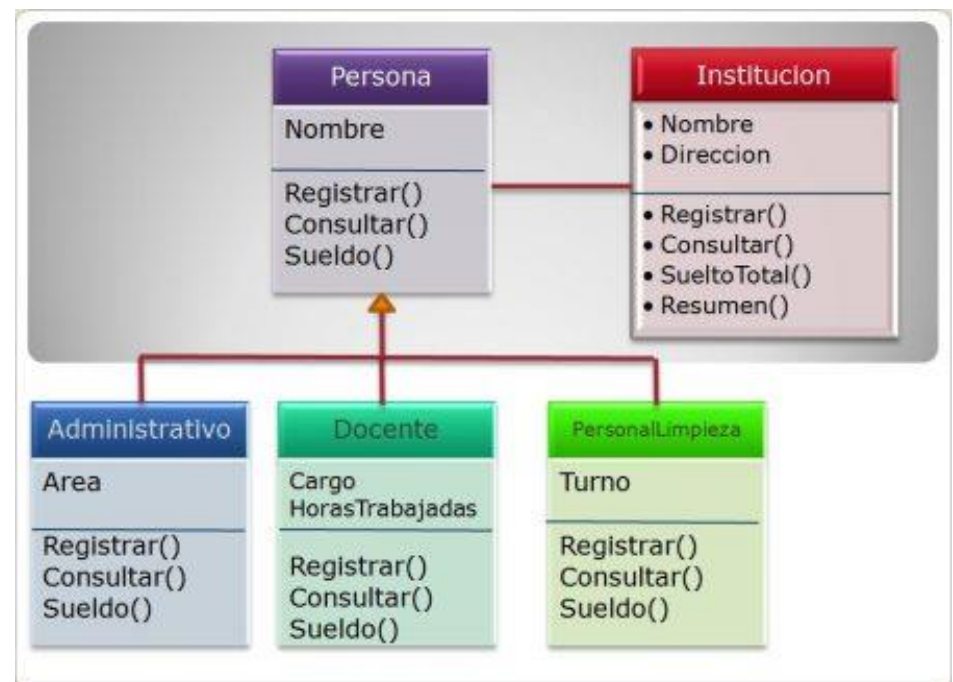 Persona
Nombre
Registrar()
Consultar()
Sueldo()
Institucion
• Nombre
• Direccion
• Registrar()
• Consultar()
• SueltoTotal()
• Resumen()
Administrativo
Area
Registrar()
Consultar()
Sueldo()
Docente
Cargo
HorasTrabajadas
Registrar()
Consultar()
Sueldo()
PersonalLimpieza
Turno
Registrar()
Consultar()
Sueldo()